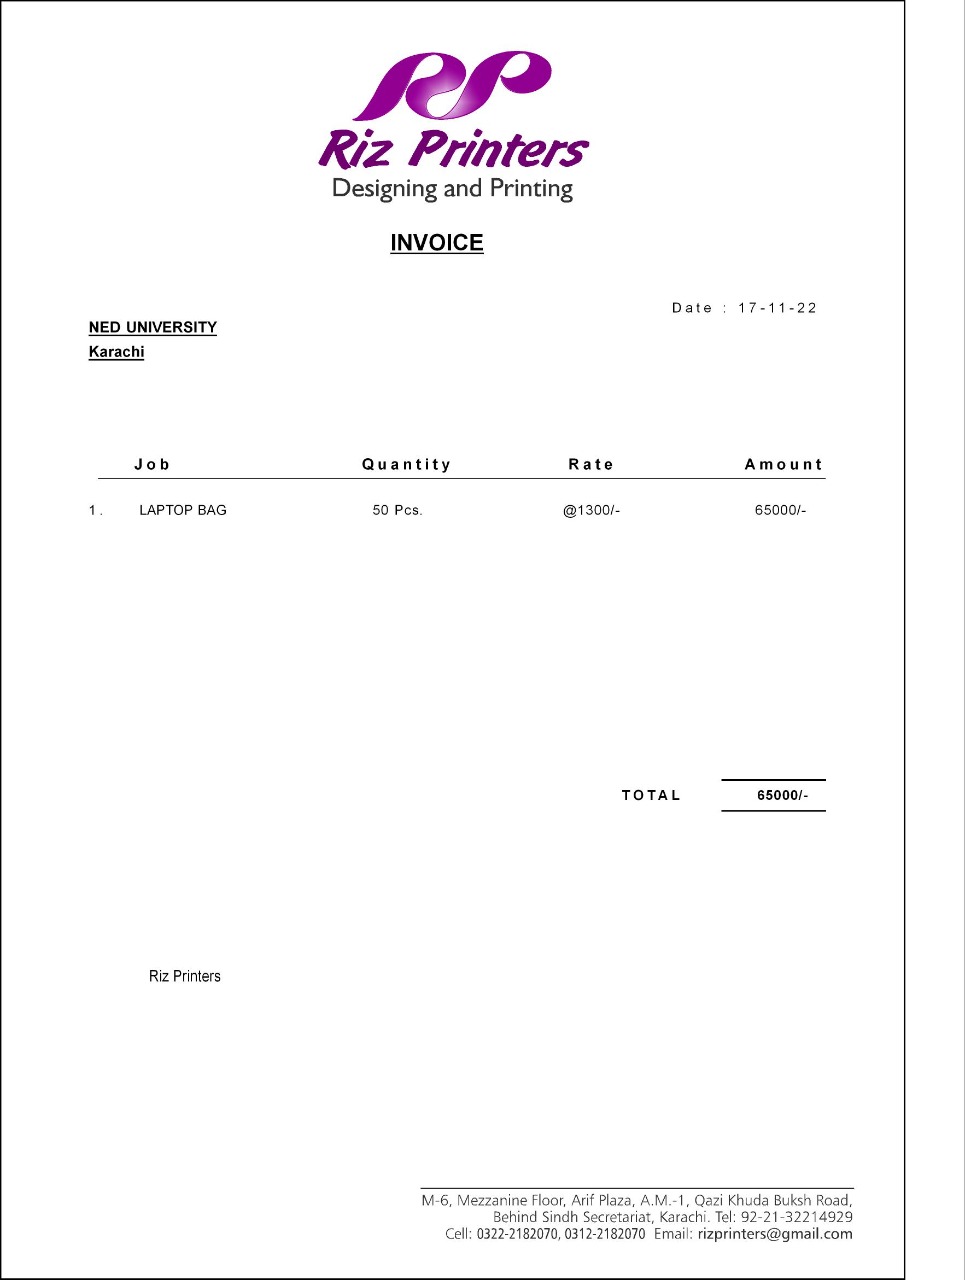 RP
Riz Printers
Designing and Printing
INVOICE
Date : 17-11-22
NED UNIVERSITY
Karachi
Job Quantity Rate Amount
1. LAPTOP BAG 50 Pcs. @1300/- 65000/-
TOTAL 65000/-
Riz Printers
M-6, Mezzanine Floor, Arif Plaza, A.M.-1, Qazi Khuda Buksh Road,
Behind Sindh Secretariat, Karachi. Tel: 92-21-32214929
Cell: 0322-2182070, 0312-2182070 Email: rizprinters@gmail.com